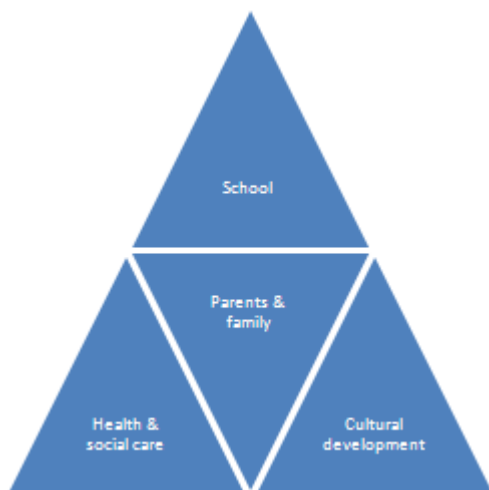 School
Parents &
family
Health &
social care
Cultural
development